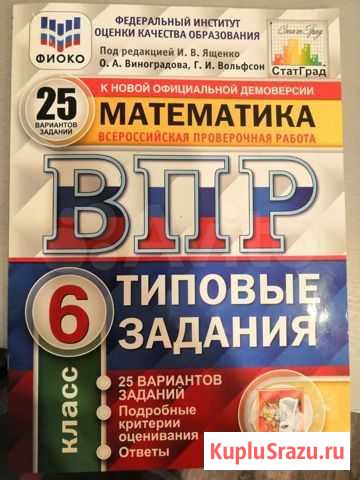 ФЕДЕРАЛЬНЫЙ ИНСТИТУТ
ОЦЕНКИ КАЧЕСТВА ОБРАЗОВАНИЯ
Под редакцией И. В. Ященко
О. А. Виноградова, Г. И. Вольфсон
ФИОКО
СтатГрад
25
ВАРИАНТОВ
ЗАДАНИЙ
К НОВОЙ ОФИЦИАЛЬНОЙ ДЕМОВЕРСИИ
МАТЕМАТИКА
ВСЕРОССИЙСКАЯ ПРОВЕРОЧНАЯ РАБОТА
ВПР
6
класс
ТИПОВЫЕ
ЗАДАНИЯ
25 ВАРИАНТОВ
ЗАДАНИЙ
Подробные
критерии
оценивания
Ответы
KupluSrazu.ru